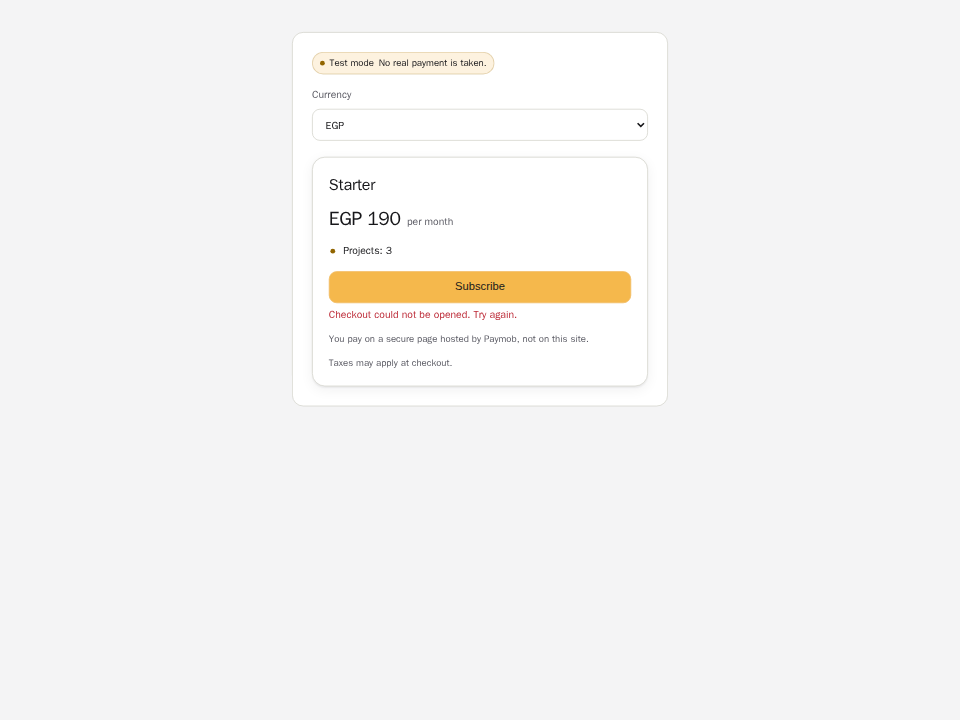 Test mode No real payment is taken.
Currency
EGP
Starter
EGP 190 per month
Projects: 3
Subscribe
Checkout could not be opened. Try again.
You pay on a secure page hosted by Paymob, not on this site.
Taxes may apply at checkout.